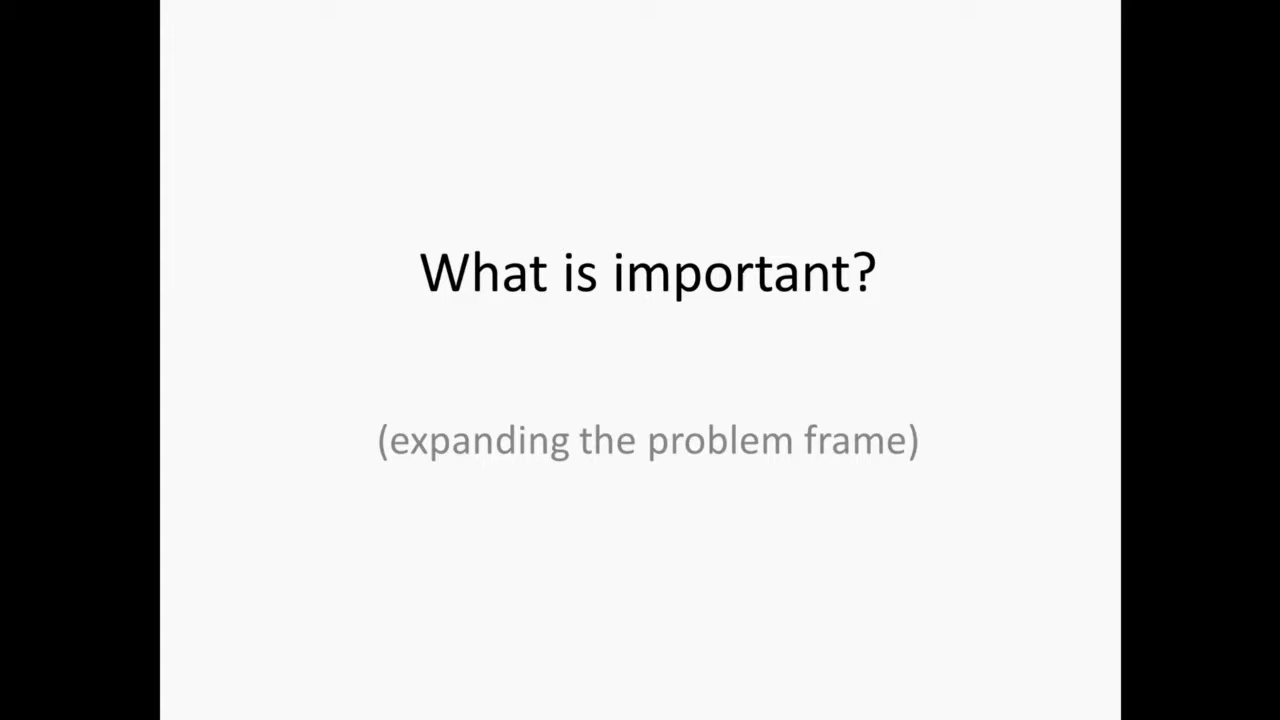 What is important?
(expanding the problem frame)